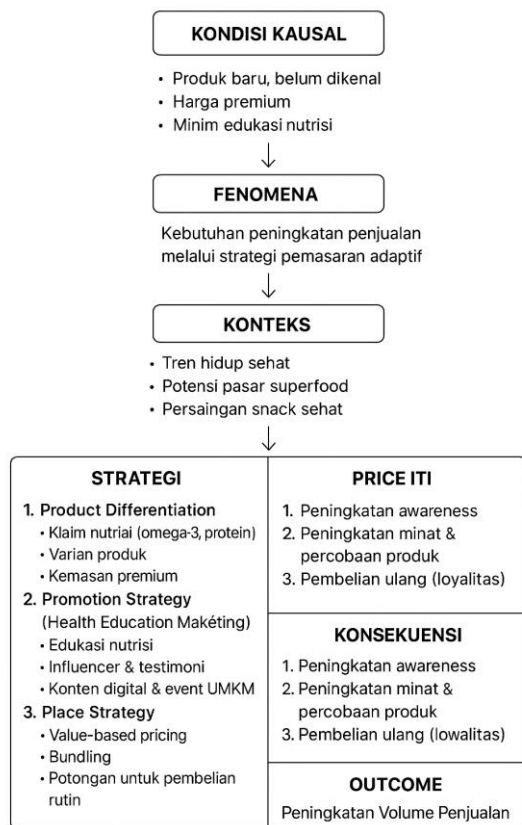 KONDISI KAUSAL
• Produk baru, belum dikenal
• Harga premium
• Minim edukasi nutrisi
FENOMENA
Kebutuhan peningkatan penjualan
melalui strategi pemasaran adaptif
KONTEKS
• Tren hidup sehat
• Potensi pasar superfood
• Persaingan snack sehat
STRATEGI
1. Product Differentiation
• Klaim nutriai (omega-3, protein)
• Varian produk
• Kemasan premium
2. Promotion Strategy
(Health Education Makéting)
• Edukasi nutrisi
• Influencer & testimoni
• Konten digital & event UMKM
3. Place Strategy
• Value-based pricing
• Bundling
• Potongan untuk pembelian
rutin
PRICE ITI
1. Peningkatan awareness
2. Peningkatan minat &
percobaan produk
3. Pembelian ulang (loyalitas)
KONSEKUENSI
1. Peningkatan awareness
2. Peningkatan minat &
percobaan produk
3. Pembelian ulang (lowalitas)
OUTCOME
Peningkatan Volume Penjualan